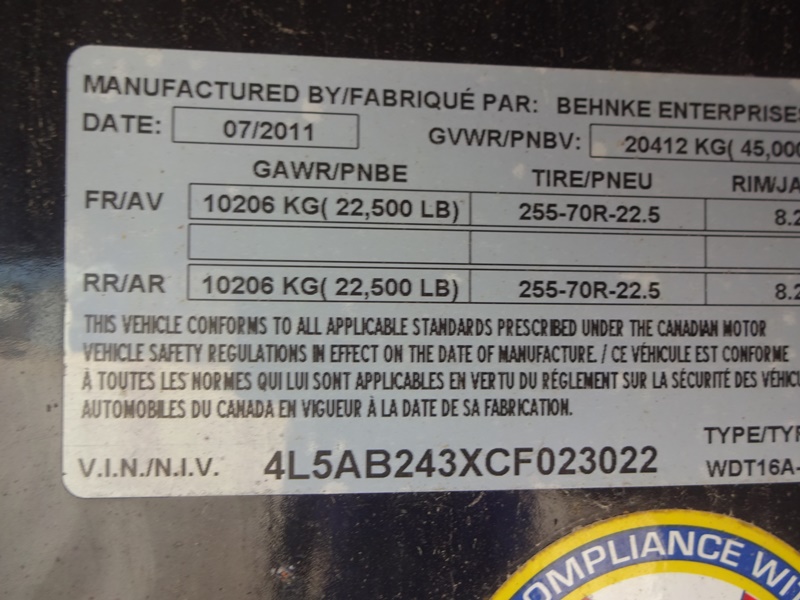 MANUFACTURED BY/FABRIQUÉ PAR: BEHNKE ENTERPRISES
DATE: 07/2011 GVWR/PNBV: 20412 KG( 45,000
GAWR/PNBE TIRE/PNEU RIM/JA
FR/AV 10206 KG( 22,500 LB) 255-70R-22.5 8.2
RR/AR 10206 KG( 22,500 LB) 255-70R-22.5 8.2
THIS VEHICLE CONFORMS TO ALL APPLICABLE STANDARDS PRESCRIBED UNDER THE CANADIAN MOTOR
VEHICLE SAFETY REGULATIONS IN EFFECT ON THE DATE OF MANUFACTURE. / CE VÉHICULE EST CONFORME
À TOUTES LES NORMES QUI LUI SONT APPLICABLES EN VERTU DU RÉGLEMENT SUR LA SÉCURITÉ DES VÉHICU
AUTOMOBILES DU CANADA EN VIGUEUR À LA DATE DE SA FABRICATION.
TYPE/TYP
V.I.N./N.I.V. 4L5AB243XCF023022 WDT16A-
COMPLIANCE WIT